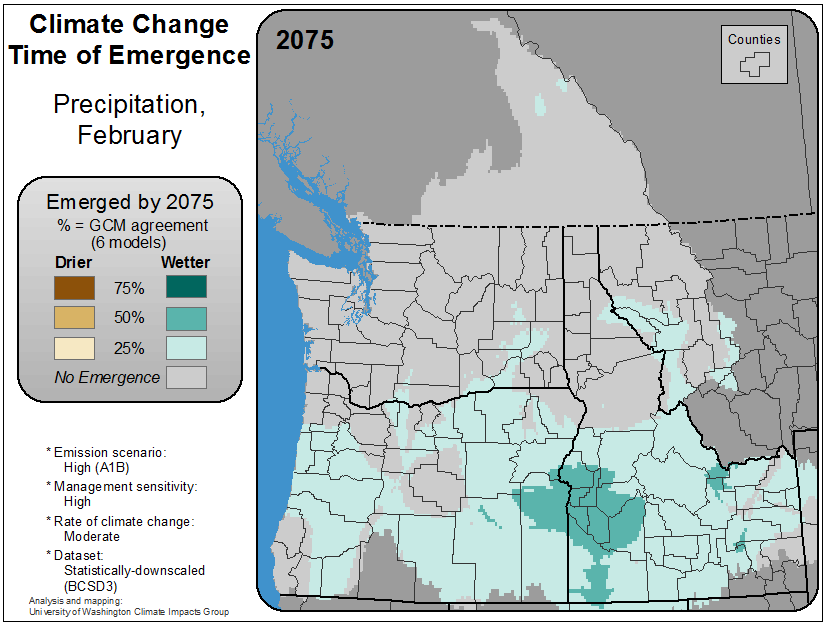 Climate Change
Time of Emergence
Precipitation,
February
Emerged by 2075
% = GCM agreement
(6 models)
Drier Wetter
75%
50%
25%
No Emergence
* Emission scenario:
High (A1B)
* Management sensitivity:
High
* Rate of climate change:
Moderate
* Dataset:
Statistically-downscaled
(BCSD3)
Analysis and mapping:
University of Washington Climate Impacts Group
2075
Counties